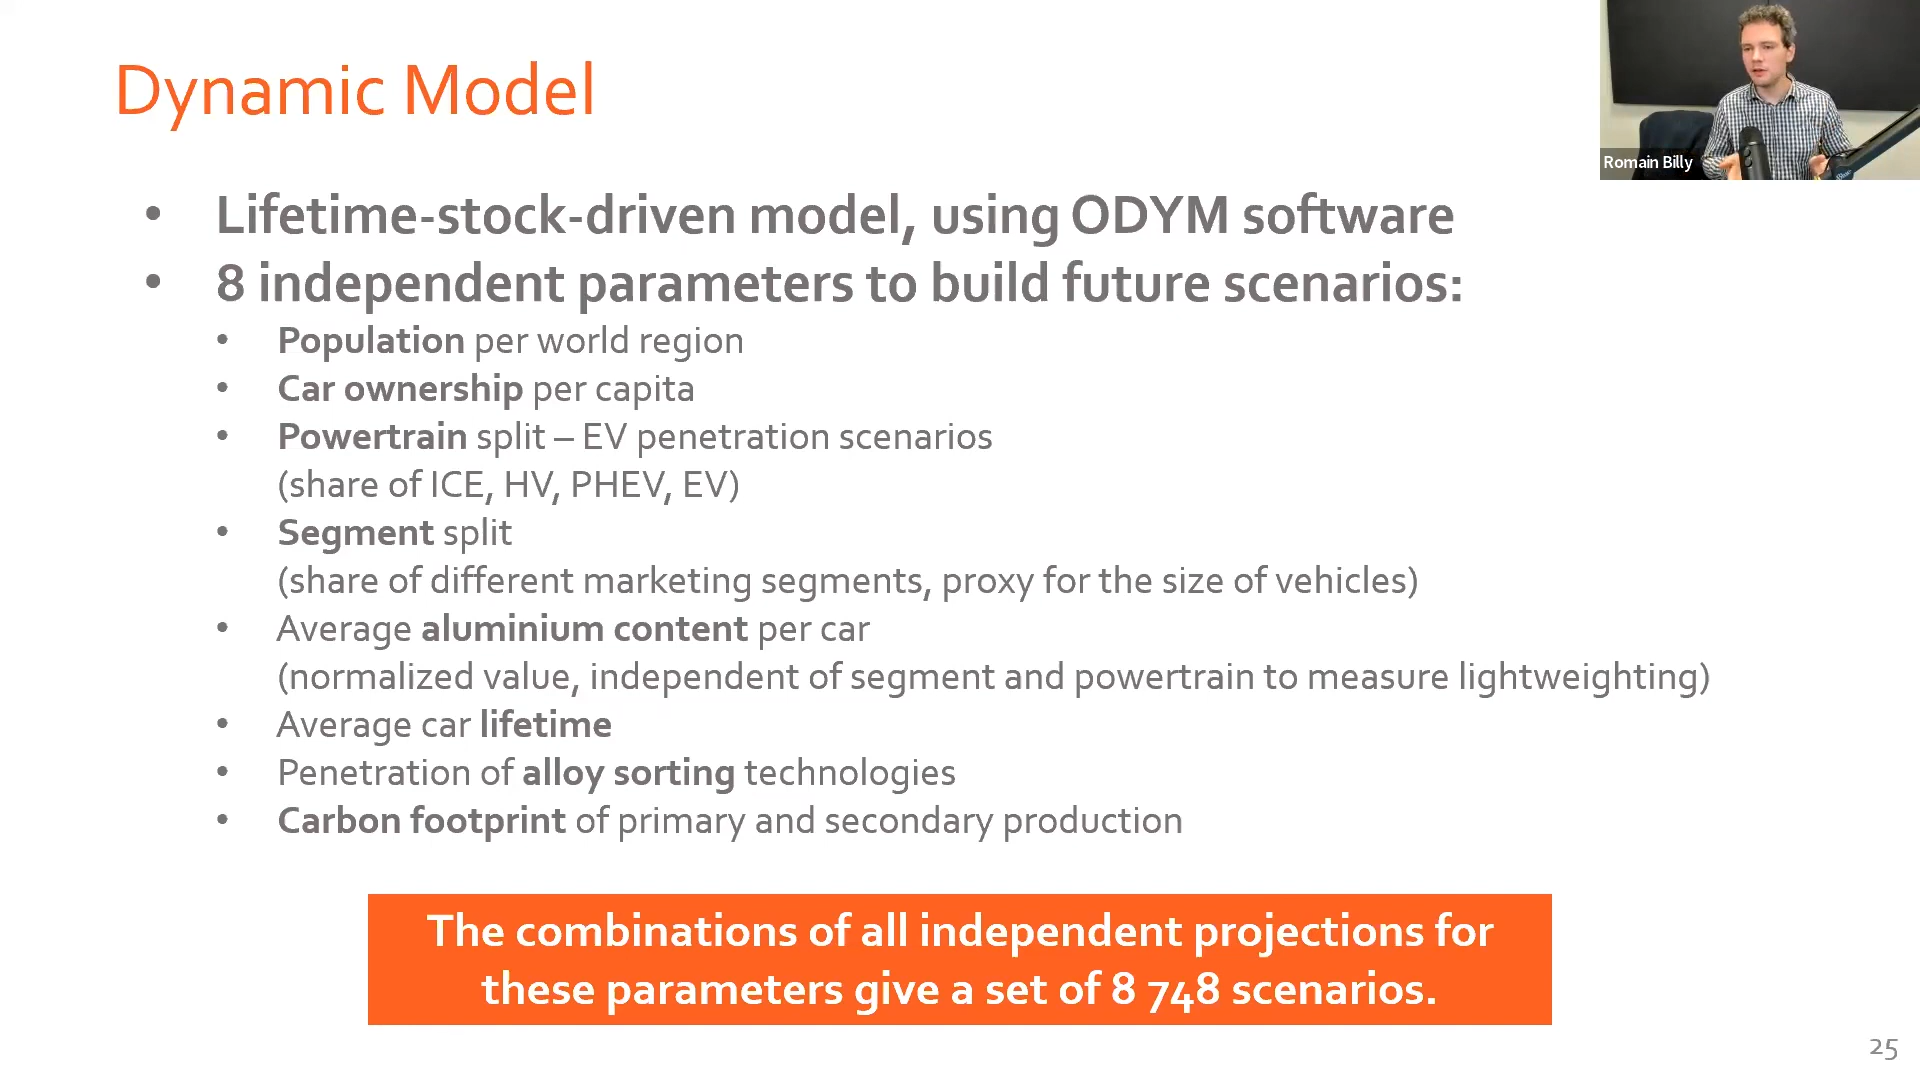 Dynamic Model
Romain Billy
• Lifetime-stock-driven model, using ODYM software
• 8 independent parameters to build future scenarios:
• Population per world region
• Car ownership per capita
• Powertrain split – EV penetration scenarios
(share of ICE, HV, PHEV, EV)
• Segment split
(share of different marketing segments, proxy for the size of vehicles)
• Average aluminium content per car
(normalized value, independent of segment and powertrain to measure lightweighting)
• Average car lifetime
• Penetration of alloy sorting technologies
• Carbon footprint of primary and secondary production
The combinations of all independent projections for
these parameters give a set of 8 748 scenarios.
25